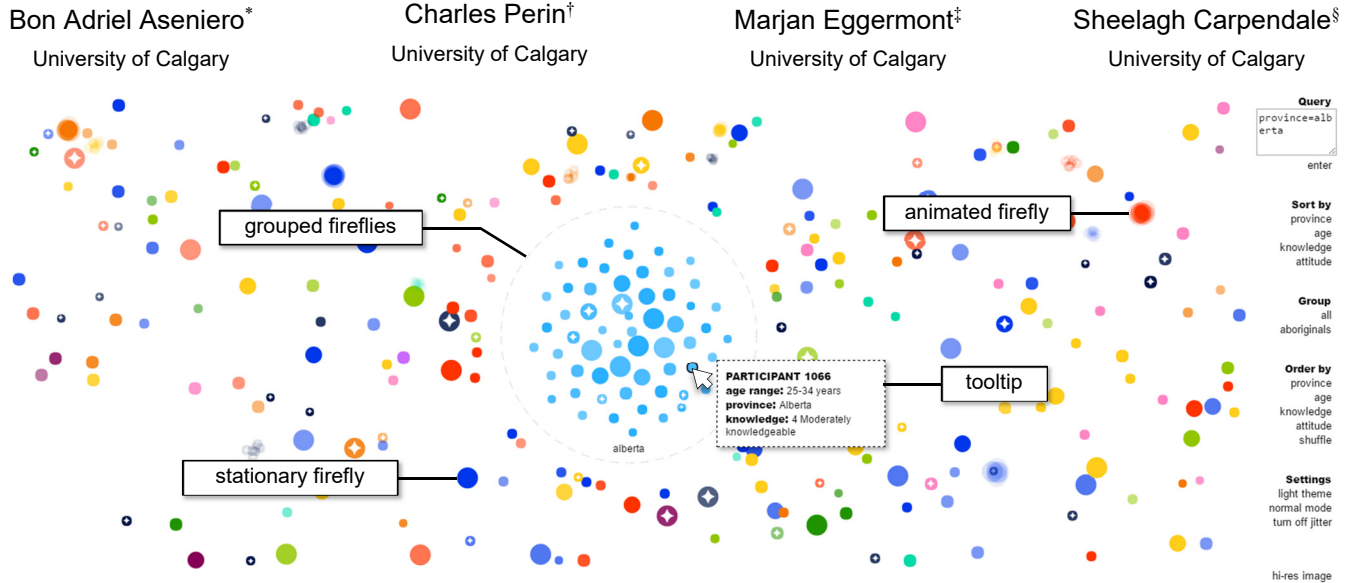 Bon Adriel Aseniero*
University of Calgary
Charles Perin†
University of Calgary
Marjan Eggermont‡
University of Calgary
Sheelagh Carpendale§
University of Calgary
grouped fireflies
alberta
stationary firefly
PARTICIPANT 1066
age range: 25-34 years
province: Alberta
knowledge: 4 Moderately
knowledgeable
tooltip
animated firefly
Query
province=alb
erta
enter
Sort by
province
age
knowledge
attitude
Group
all
aboriginals
Order by
province
age
knowledge
attitude
shuffle
Settings
light theme
normal mode
turn off jitter
hi-res image